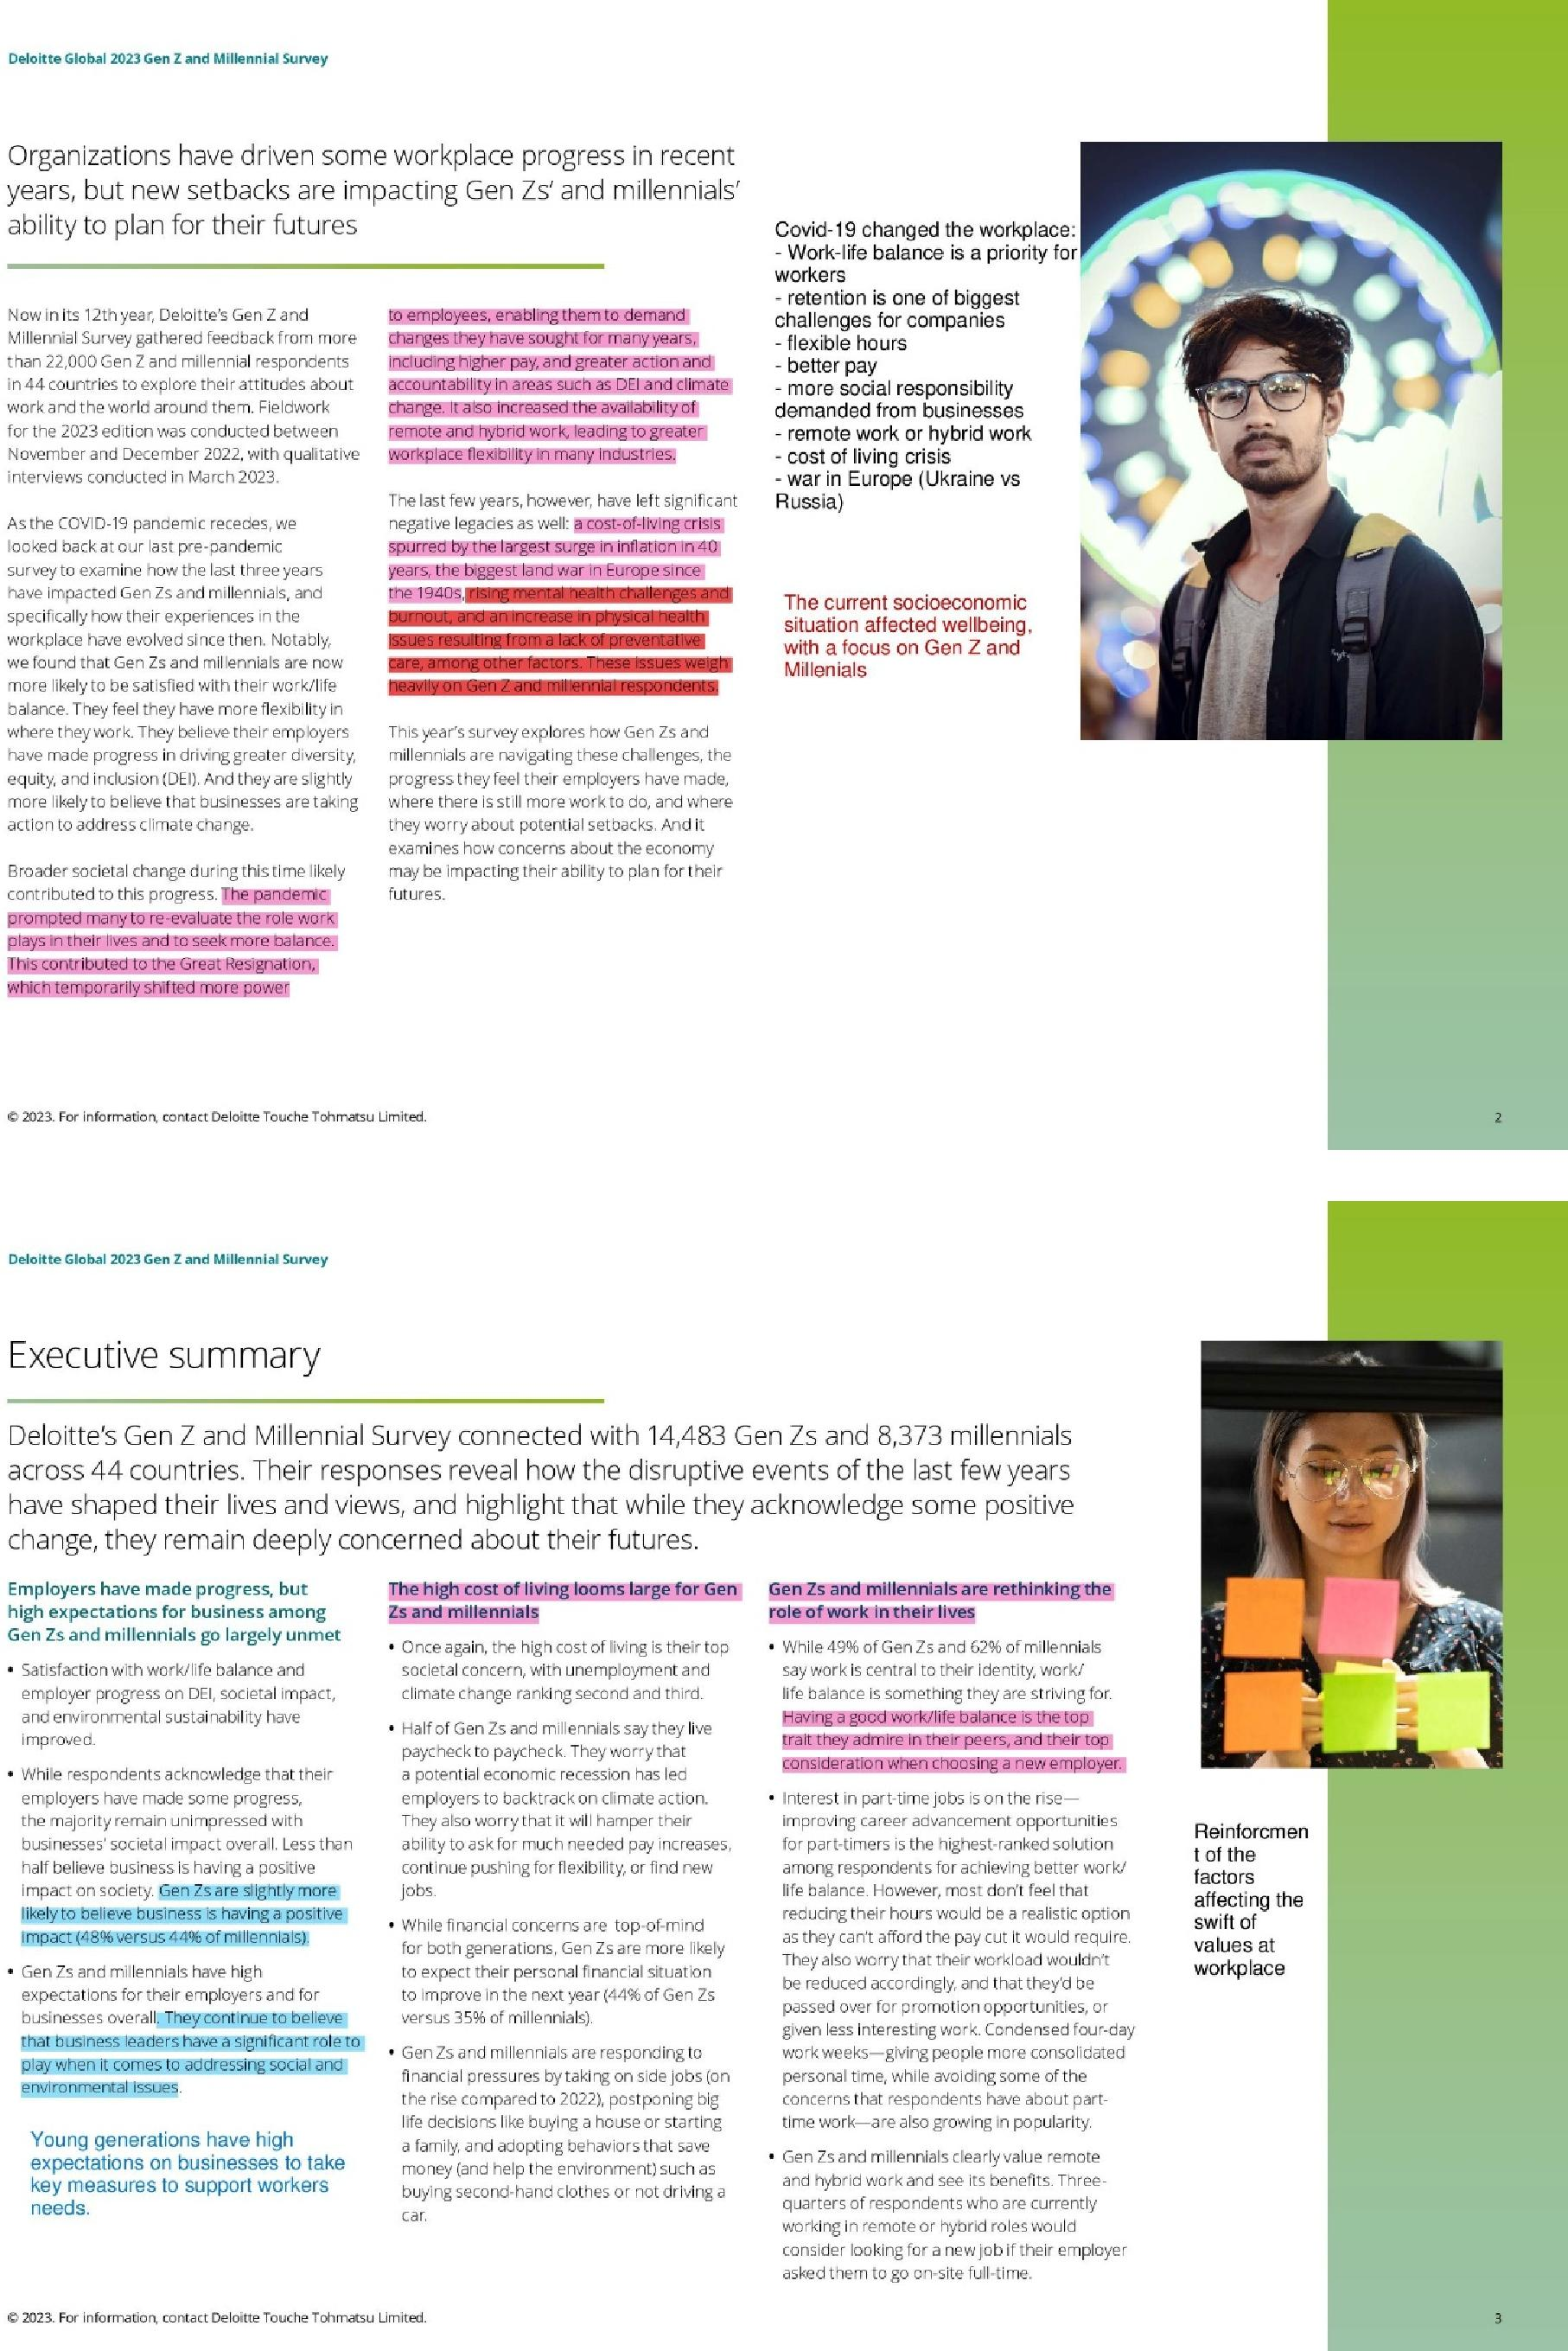 Deloitte Global 2023 Gen Z and Millennial Survey
Organizations have driven some workplace progress in recent
years, but new setbacks are impacting Gen Zs' and millennials'
ability to plan for their futures
Now in its 12th year, Deloitte's Gen Z and
Millennial Survey gathered feedback from more
than 22,000 Gen Z and millennial respondents
in 44 countries to explore their attitudes about
work and the world around them. Fieldwork
for the 2023 edition was conducted between
November and December 2022, with qualitative
interviews conducted in March 2023.
As the COVID-19 pandemic recedes, we
looked back at our last pre-pandemic
survey to examine how the last three years
have impacted Gen Zs and millennials, and
specifically how their experiences in the
workplace have evolved since then. Notably,
we found that Gen Zs and millennials are now
more likely to be satisfied with their work/life
balance. They feel they have more flexibility in
where they work. They believe their employers
have made progress in driving greater diversity,
equity, and inclusion (DEI). And they are slightly
more likely to believe that businesses are taking
action to address climate change.
Broader societal change during this time likely
contributed to this progress. The pandemic
prompted many to re-evaluate the role work
plays in their lives and to seek more balance.
This contributed to the Great Resignation,
which temporarily shifted more power
to employees, enabling them to demand
changes they have sought for many years,
including higher pay, and greater action and
accountability in areas such as DEI and climate
change. It also increased the availability of
remote and hybrid work, leading to greater
workplace flexibility in many industries.
The last few years, however, have left significant
negative legacies as well: a cost-of-living crisis
spurred by the largest surge in inflation in 40
years, the biggest land war in Europe since
the 1940s, rising mental health challenges and
burnout, and an increase in physical health
issues resulting from a lack of preventative
care, among other factors. These issues weigh
heavily on Gen Z and millennial respondents.
This year's survey explores how Gen Zs and
millennials are navigating these challenges, the
progress they feel their employers have made,
where there is still more work to do, and where
they worry about potential setbacks. And it
examines how concerns about the economy
may be impacting their ability to plan for their
futures.
Covid-19 changed the workplace:
- Work-life balance is a priority for
workers
- retention is one of biggest
challenges for companies
- flexible hours
- better pay
- more social responsibility
demanded from businesses
- remote work or hybrid work
- cost of living crisis
- war in Europe (Ukraine vs
Russia)
The current socioeconomic
situation affected wellbeing,
with a focus on Gen Z and
Millenials
© 2023. For information, contact Deloitte Touche Tohmatsu Limited.
2
Deloitte Global 2023 Gen Z and Millennial Survey
Executive summary
Deloitte's Gen Z and Millennial Survey connected with 14,483 Gen Zs and 8,373 millennials
across 44 countries. Their responses reveal how the disruptive events of the last few years
have shaped their lives and views, and highlight that while they acknowledge some positive
change, they remain deeply concerned about their futures.
Employers have made progress, but
high expectations for business among
Gen Zs and millennials go largely unmet
• Satisfaction with work/life balance and
employer progress on DEI, societal impact,
and environmental sustainability have
improved.
• While respondents acknowledge that their
employers have made some progress,
the majority remain unimpressed with
businesses' societal impact overall. Less than
half believe business is having a positive
impact on society. Gen Zs are slightly more
likely to believe business is having a positive
impact (48% versus 44% of millennials).
• Gen Zs and millennials have high
expectations for their employers and for
businesses overall. They continue to believe
that business leaders have a significant role to
play when it comes to addressing social and
environmental issues.
Young generations have high
expectations on businesses to take
key measures to support workers
needs.
The high cost of living looms large for Gen
Zs and millennials
• Once again, the high cost of living is their top
societal concern, with unemployment and
climate change ranking second and third.
• Half of Gen Zs and millennials say they live
paycheck to paycheck. They worry that
a potential economic recession has led
employers to backtrack on climate action.
They also worry that it will hamper their
ability to ask for much needed pay increases,
continue pushing for flexibility, or find new
jobs.
• While financial concerns are top-of-mind
for both generations, Gen Zs are more likely
to expect their personal financial situation
to improve in the next year (44% of Gen Zs
versus 35% of millennials).
• Gen Zs and millennials are responding to
financial pressures by taking on side jobs (on
the rise compared to 2022), postponing big
life decisions like buying a house or starting
a family, and adopting behaviors that save
money (and help the environment) such as
buying second-hand clothes or not driving a
car.
Gen Zs and millennials are rethinking the
role of work in their lives
• While 49% of Gen Zs and 62% of millennials
say work is central to their identity, work/
life balance is something they are striving for.
Having a good work/life balance is the top
trait they admire in their peers, and their top
consideration when choosing a new employer.
• Interest in part-time jobs is on the rise—
improving career advancement opportunities
for part-timers is the highest-ranked solution
among respondents for achieving better work/
life balance. However, most don't feel that
reducing their hours would be a realistic option
as they can't afford the pay cut it would require.
They also worry that their workload wouldn't
be reduced accordingly, and that they'd be
passed over for promotion opportunities, or
given less interesting work. Condensed four-day
work weeks—giving people more consolidated
personal time, while avoiding some of the
concerns that respondents have about part-
time work—are also growing in popularity.
• Gen Zs and millennials clearly value remote
and hybrid work and see its benefits. Three-
quarters of respondents who are currently
working in remote or hybrid roles would
consider looking for a new job if their employer
asked them to go on-site full-time.
Reinforcmen
t of the
factors
affecting the
swift of
values at
workplace
© 2023. For information, contact Deloitte Touche Tohmatsu Limited.
3